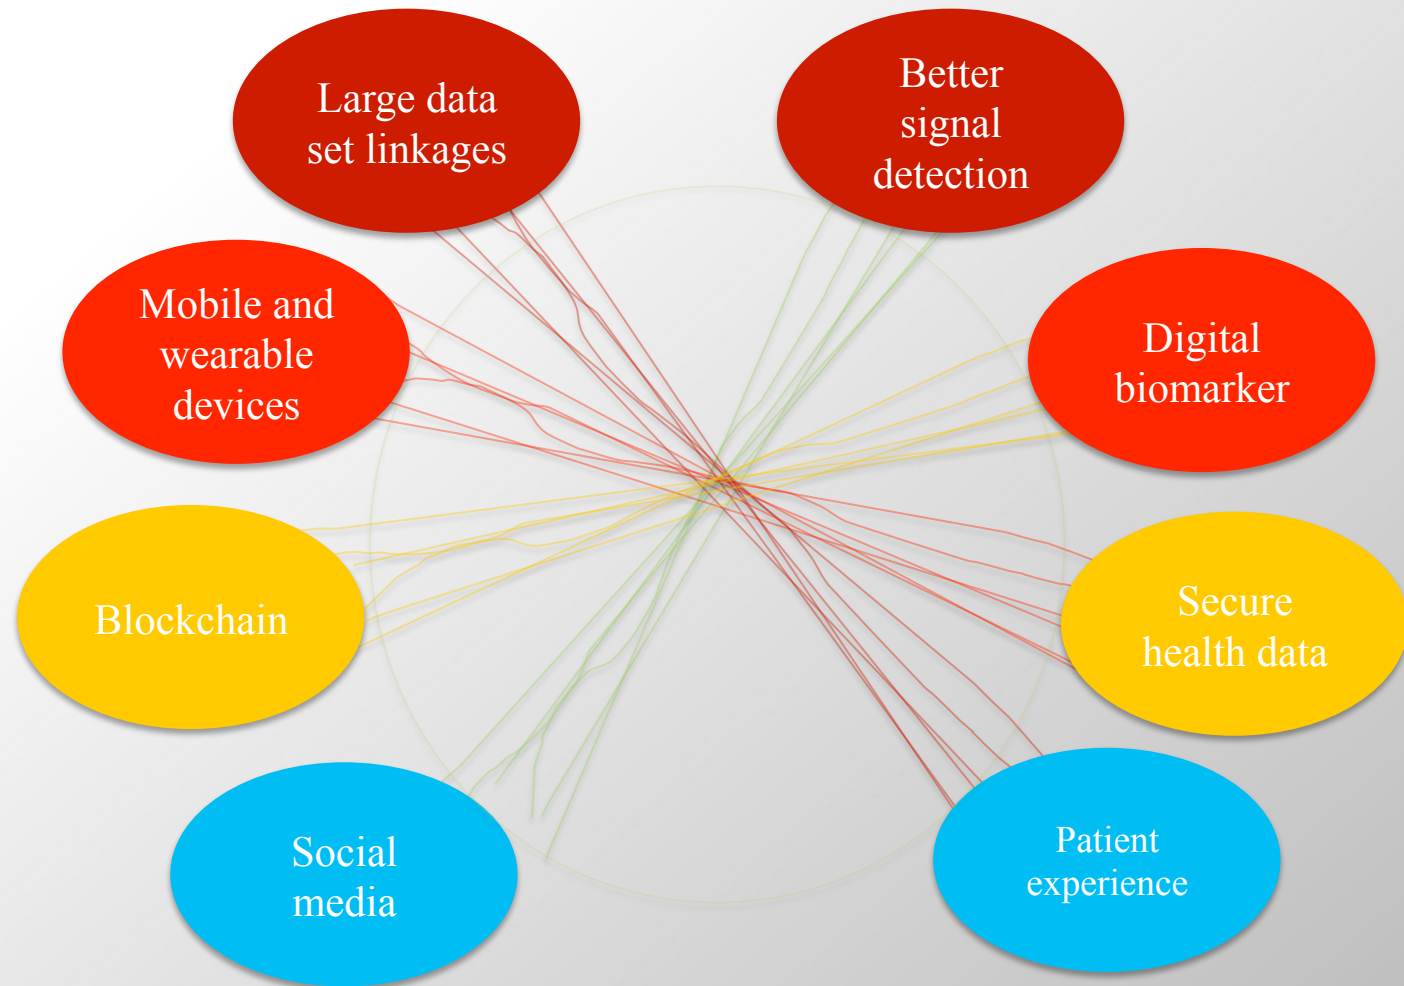 Large data
set linkages
Better
signal
detection
Mobile and
wearable
devices
Digital
biomarker
Blockchain
Secure
health data
Social
media
Patient
experience